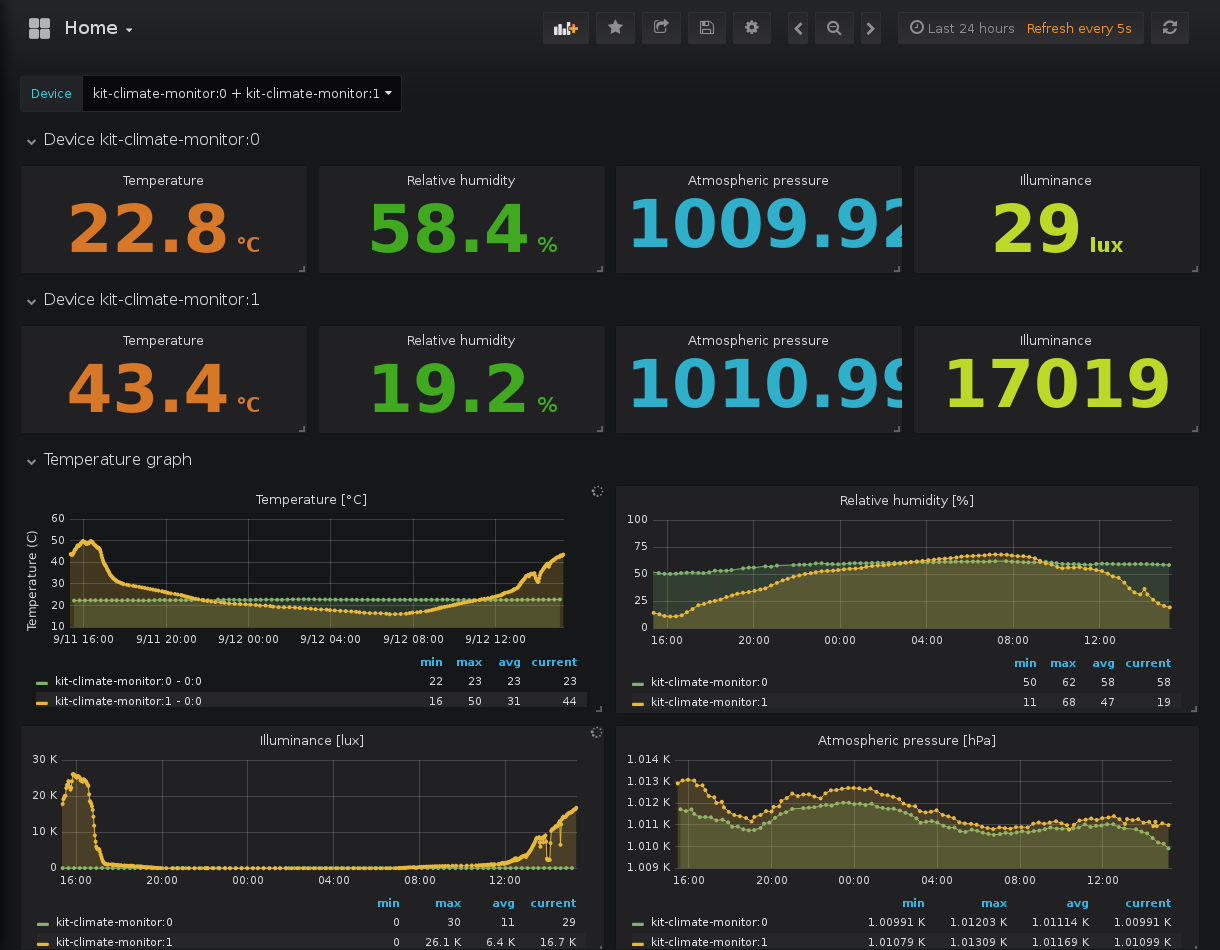 Home
Last 24 hours Refresh every 5s
Device kit-climate-monitor:0 + kit-climate-monitor:1
Device kit-climate-monitor:0
Temperature Relative humidity Atmospheric pressure Illuminance
22.8 °C 58.4 % 1009.92 29 lux
Device kit-climate-monitor:1
Temperature Relative humidity Atmospheric pressure Illuminance
43.4 °C 19.2 % 1010.99 17019
Temperature graph
Temperature [°C]
Temperature (C)
60
50
40
30
20
10
9/11 16:00 9/11 20:00 9/12 00:00 9/12 04:00 9/12 08:00 9/12 12:00
min max avg current
kit-climate-monitor:0 - 0:0 22 23 23 23
kit-climate-monitor:1 - 0:0 16 50 31 44
Relative humidity [%]
100
75
50
25
0
16:00 20:00 00:00 04:00 08:00 12:00
min max avg current
kit-climate-monitor:0 50 62 58 58
kit-climate-monitor:1 11 68 47 19
Illuminance [lux]
30 K
20 K
10 K
0
16:00 20:00 00:00 04:00 08:00 12:00
min max avg current
kit-climate-monitor:0 0 30 11 29
kit-climate-monitor:1 0 26.1 K 6.4 K 16.7 K
Atmospheric pressure [hPa]
1.014 K
1.013 K
1.012 K
1.011 K
1.010 K
1.009 K
16:00 20:00 00:00 04:00 08:00 12:00
min max avg current
kit-climate-monitor:0 1.00991 K 1.01203 K 1.01114 K 1.00991 K
kit-climate-monitor:1 1.01079 K 1.01309 K 1.01169 K 1.01099 K